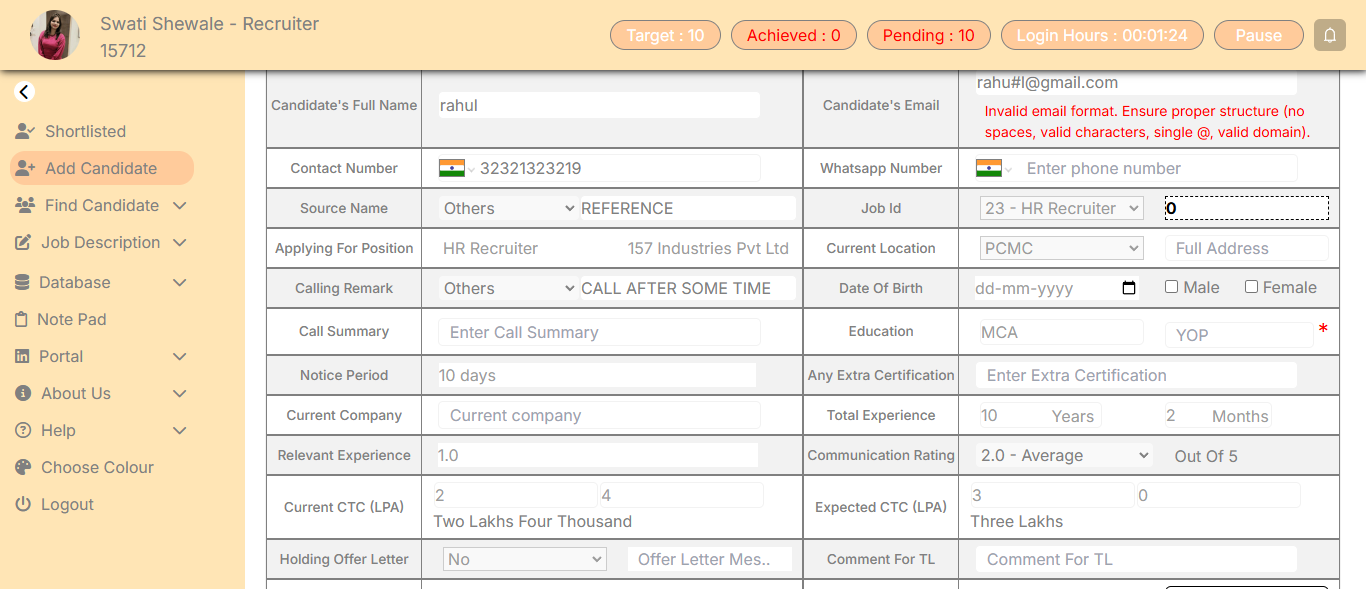 Swati Shewale - Recruiter
15712
Target : 10
Achieved : 0
Pending : 10
Login Hours : 00:01:24
Pause
Shortlisted
Add Candidate
Find Candidate
Job Description
Database
Note Pad
Portal
About Us
Help
Choose Colour
Logout
Candidate's Full Name
rahul
Candidate's Email
rahu#l@gmail.com
Invalid email format. Ensure proper structure (no
spaces, valid characters, single @, valid domain).
Contact Number
32321323219
Whatsapp Number
Enter phone number
Source Name
Others
REFERENCE
Job Id
23 - HR Recruiter
0
Applying For Position
HR Recruiter
157 Industries Pvt Ltd
Current Location
PCMC
Full Address
Calling Remark
Others
CALL AFTER SOME TIME
Date Of Birth
dd-mm-yyyy
Male
Female
Call Summary
Enter Call Summary
Education
MCA
YOP
*
Notice Period
10 days
Any Extra Certification
Enter Extra Certification
Current Company
Current company
Total Experience
10 Years
2 Months
Relevant Experience
1.0
Communication Rating
2.0 - Average
Out Of 5
Current CTC (LPA)
2
4
Two Lakhs Four Thousand
Expected CTC (LPA)
3
0
Three Lakhs
Holding Offer Letter
No
Offer Letter Mes..
Comment For TL
Comment For TL